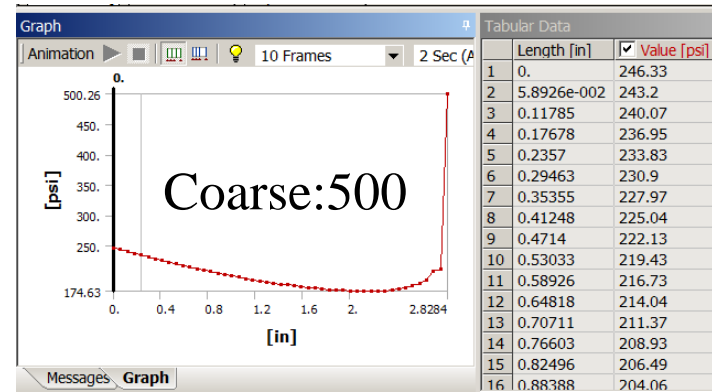 Graph
Animation 10 Frames 2 Sec (A
0.
500.26
450.
400.
350.
300.
250.
174.63
[psi]
Coarse:500
0. 0.4 0.8 1.2 1.6 2. 2.8284
[in]
Messages Graph
Tabular Data
Length [in] Value [psi]
1 0. 246.33
2 5.8926e-002 243.2
3 0.11785 240.07
4 0.17678 236.95
5 0.2357 233.83
6 0.29463 230.9
7 0.35355 227.97
8 0.41248 225.04
9 0.4714 222.13
10 0.53033 219.43
11 0.58926 216.73
12 0.64818 214.04
13 0.70711 211.37
14 0.76603 208.93
15 0.82496 206.49
16 0.88388 204.06